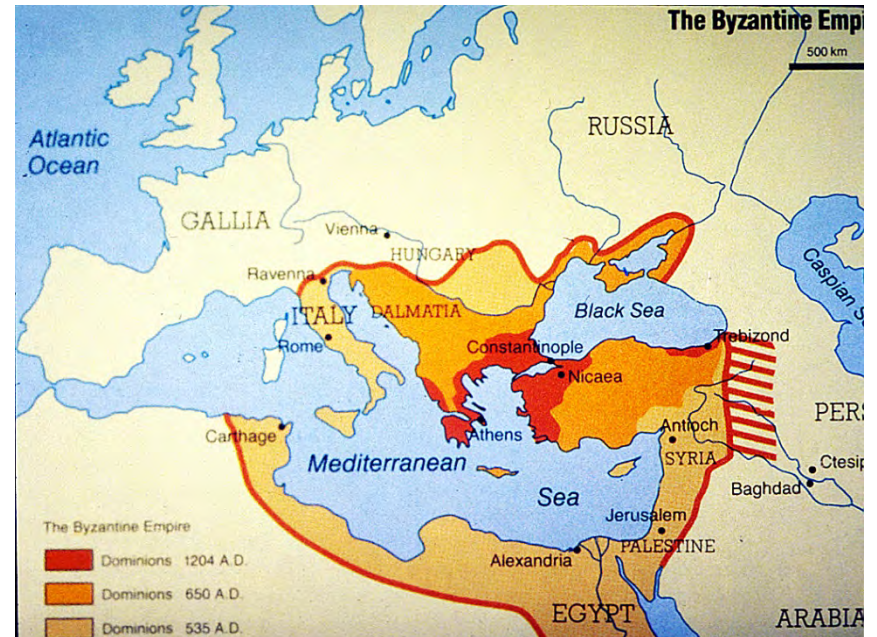 The Byzantine Empi
500 km
RUSSIA
Atlantic
Ocean
GALLIA
Vienna
HUNGARY
Caspian S
Ravenna
ITALY
DALMATIA
Black Sea
Rome
Constantinople
Trebizond
Nicaea
PERS
Carthage
Athens
Antioch
SYRIA
Mediterranean
Sea
Ctesip
Baghdad
Jerusalem
The Byzantine Empire
Dominions 1204 A.D.
Alexandria
PALESTINE
Dominions 650 A.D.
EGYPT
ARABIA
Dominions 535 A.D.